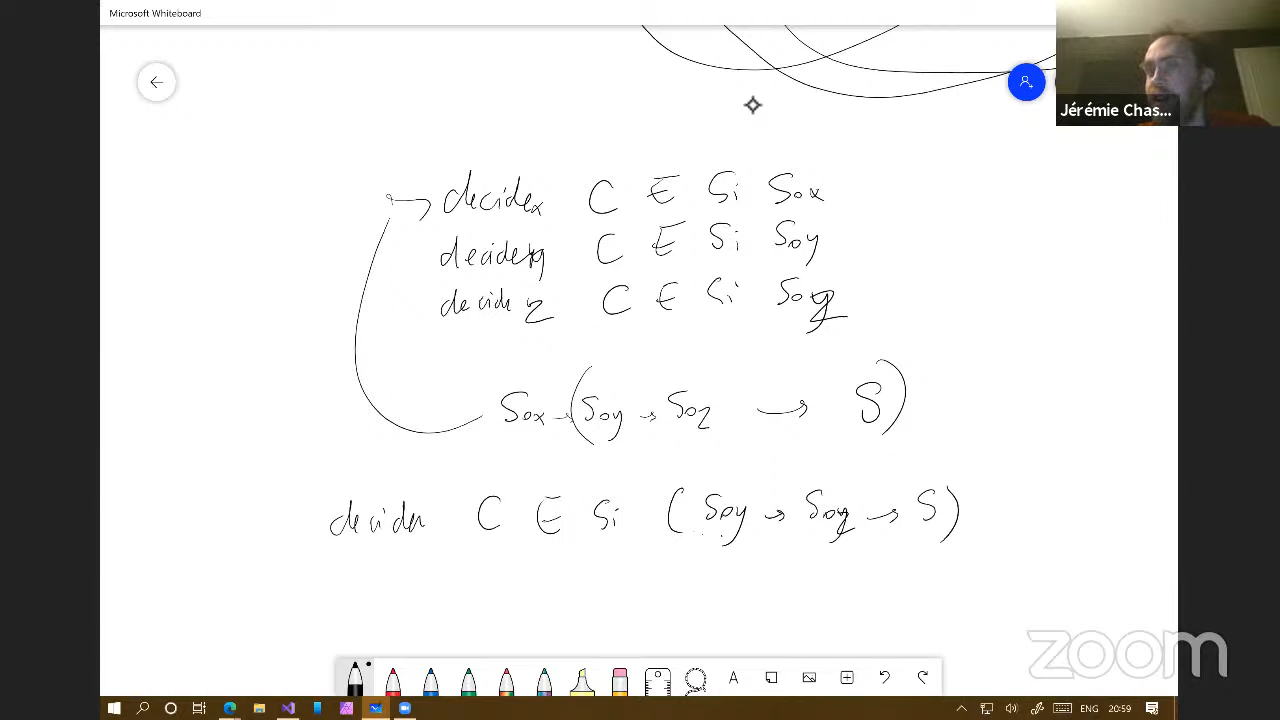 Microsoft Whiteboard
Jérémie Chas...
→ decidex C E Si Sox
decidey C E Si Soy
decide z C E Si Soz
Sox → (Soy → Soz → S)
decider C E Si (Soy → Soz → S)
zoom
A
ENG 20:59